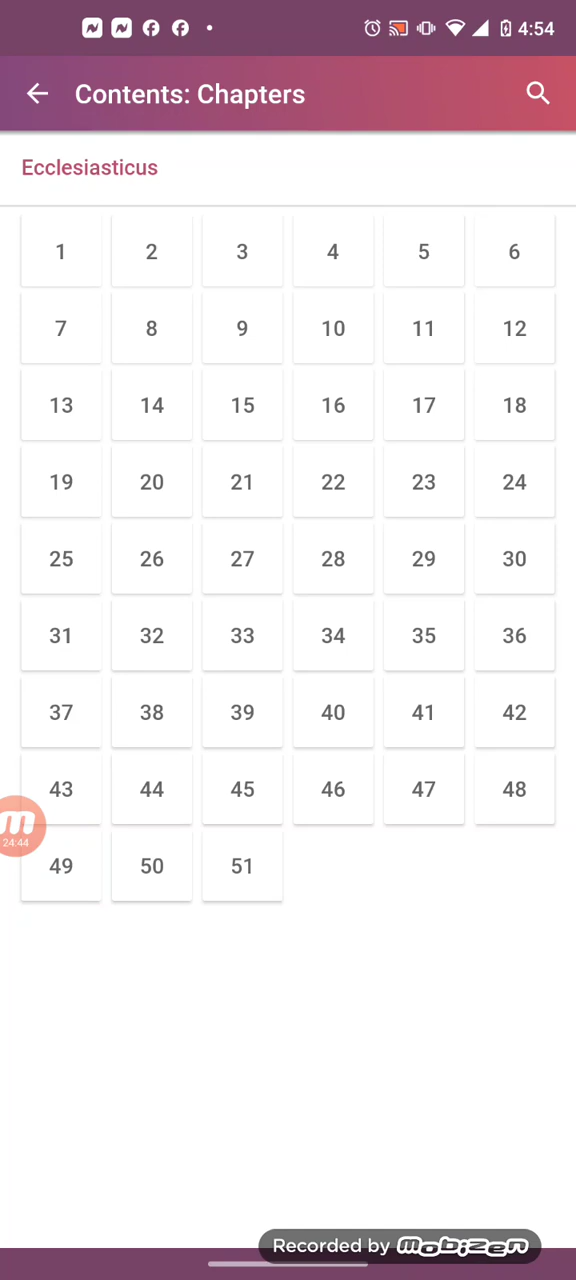 4:54
Contents: Chapters
Ecclesiasticus
1 2 3 4 5 6
7 8 9 10 11 12
13 14 15 16 17 18
19 20 21 22 23 24
25 26 27 28 29 30
31 32 33 34 35 36
37 38 39 40 41 42
43 44 45 46 47 48
m
24:44
49 50 51
Recorded by mobizen